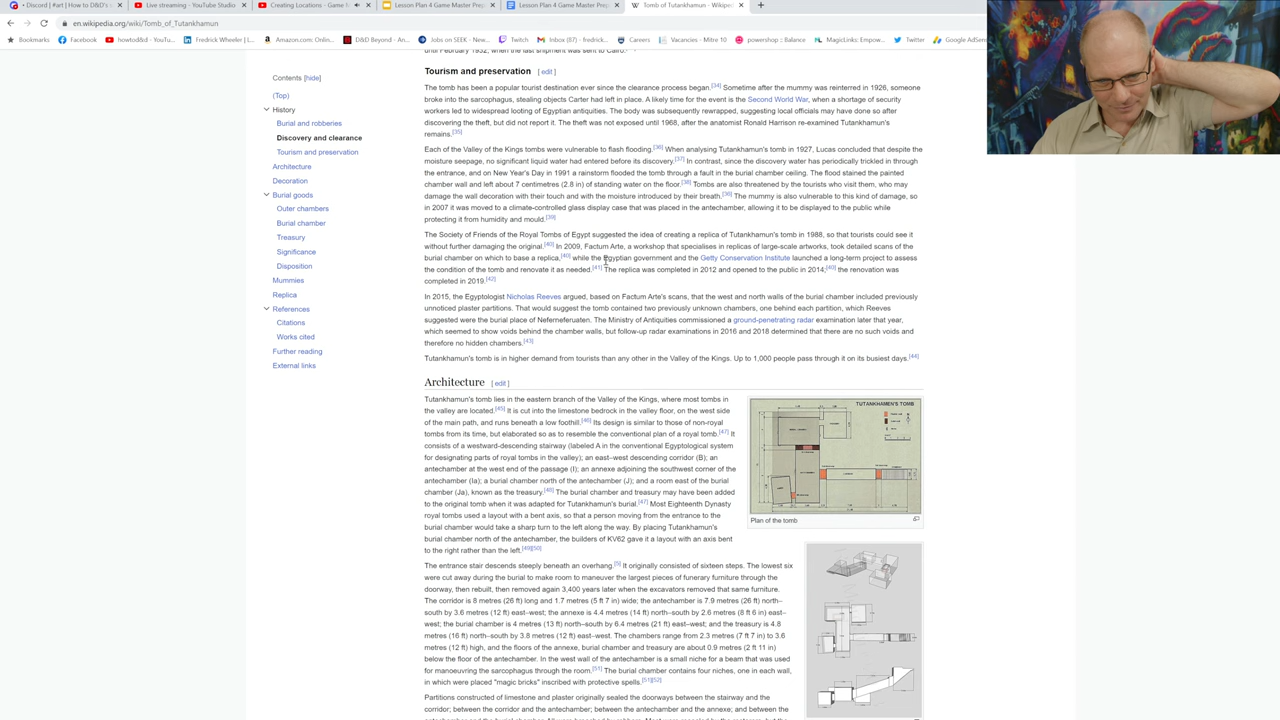 Discord | #art | How to D&D's s
Live streaming - YouTube Studio
Creating Locations - Game M
Lesson Plan 4 Game Master Prep
Lesson Plan 4 Game Master Prep
Tomb of Tutankhamun - Wikiped
en.wikipedia.org/wiki/Tomb_of_Tutankhamun
Bookmarks Facebook howtod&d - YouTu... Fredrick Wheeler | L... Amazon.com: Onlin... D&D Beyond - An... Jobs on SEEK - New... Twitch Inbox (87) - fredrick... Careers Vacancies - Mitre 10 powershop :: Balance MagicLinks: Empow... Twitter Google AdSen
until February 1932, when the last shipment was sent to Cairo.
Contents [hide]
(Top)
History
Burial and robberies
Discovery and clearance
Tourism and preservation
Architecture
Decoration
Burial goods
Outer chambers
Burial chamber
Treasury
Significance
Disposition
Mummies
Replica
References
Citations
Works cited
Further reading
External links
Tourism and preservation [edit]
The tomb has been a popular tourist destination ever since the clearance process began.[34] Sometime after the mummy was reinterred in 1926, someone
broke into the sarcophagus, stealing objects Carter had left in place. A likely time for the event is the Second World War, when a shortage of security
workers led to widespread looting of Egyptian antiquities. The body was subsequently rewrapped, suggesting local officials may have done so after
discovering the theft, but did not report it. The theft was not exposed until 1968, after the anatomist Ronald Harrison re-examined Tutankhamun's
remains.[35]
Each of the Valley of the Kings tombs were vulnerable to flash flooding.[36] When analysing Tutankhamun's tomb in 1927, Lucas concluded that despite the
moisture seepage, no significant liquid water had entered before its discovery.[37] In contrast, since the discovery water has periodically trickled in through
the entrance, and on New Year's Day in 1991 a rainstorm flooded the tomb through a fault in the burial chamber ceiling. The flood stained the painted
chamber wall and left about 7 centimetres (2.8 in) of standing water on the floor.[38] Tombs are also threatened by the tourists who visit them, who may
damage the wall decoration with their touch and with the moisture introduced by their breath.[36] The mummy is also vulnerable to this kind of damage, so
in 2007 it was moved to a climate-controlled glass display case that was placed in the antechamber, allowing it to be displayed to the public while
protecting it from humidity and mould.[39]
The Society of Friends of the Royal Tombs of Egypt suggested the idea of creating a replica of Tutankhamun's tomb in 1988, so that tourists could see it
without further damaging the original.[40] In 2009, Factum Arte, a workshop that specialises in replicas of large-scale artworks, took detailed scans of the
burial chamber on which to base a replica,[40] while the Egyptian government and the Getty Conservation Institute launched a long-term project to assess
the condition of the tomb and renovate it as needed.[41] The replica was completed in 2012 and opened to the public in 2014;[40] the renovation was
completed in 2019.[42]
In 2015, the Egyptologist Nicholas Reeves argued, based on Factum Arte's scans, that the west and north walls of the burial chamber included previously
unnoticed plaster partitions. That would suggest the tomb contained two previously unknown chambers, one behind each partition, which Reeves
suggested were the burial place of Neferneferuaten. The Ministry of Antiquities commissioned a ground-penetrating radar examination later that year,
which seemed to show voids behind the chamber walls, but follow-up radar examinations in 2016 and 2018 determined that there are no such voids and
therefore no hidden chambers.[43]
Tutankhamun's tomb is in higher demand from tourists than any other in the Valley of the Kings. Up to 1,000 people pass through it on its busiest days.[44]
Architecture [edit]
Tutankhamun's tomb lies in the eastern branch of the Valley of the Kings, where most tombs in
the valley are located.[45] It is cut into the limestone bedrock in the valley floor, on the west side
of the main path, and runs beneath a low foothill.[46] Its design is similar to those of non-royal
tombs from its time, but elaborated so as to resemble the conventional plan of a royal tomb.[47] It
consists of a westward-descending stairway (labeled A in the conventional Egyptological system
for designating parts of royal tombs in the valley); an east–west descending corridor (B); an
antechamber at the west end of the passage (I); an annexe adjoining the southwest corner of the
antechamber (Ia); a burial chamber north of the antechamber (J); and a room east of the burial
chamber (Ja), known as the treasury.[48] The burial chamber and treasury may have been added
to the original tomb when it was adapted for Tutankhamun's burial.[47] Most Eighteenth Dynasty
royal tombs used a layout with a bent axis, so that a person moving from the entrance to the
burial chamber would take a sharp turn to the left along the way. By placing Tutankhamun's
burial chamber north of the antechamber, the builders of KV62 gave it a layout with an axis bent
to the right rather than the left.[49][50]
TUTANKHAMEN'S TOMB
Plan of the tomb
The entrance stair descends steeply beneath an overhang.[5] It originally consisted of sixteen steps. The lowest six
were cut away during the burial to make room to maneuver the largest pieces of funerary furniture through the
doorway, then rebuilt, then removed again 3,400 years later when the excavators removed that same furniture.
The corridor is 8 metres (26 ft) long and 1.7 metres (5 ft 7 in) wide; the antechamber is 7.9 metres (26 ft) north–
south by 3.6 metres (12 ft) east–west; the annexe is 4.4 metres (14 ft) north–south by 2.6 metres (8 ft 6 in) east–
west; the burial chamber is 4 metres (13 ft) north–south by 6.4 metres (21 ft) east–west; and the treasury is 4.8
metres (16 ft) north–south by 3.8 metres (12 ft) east–west. The chambers range from 2.3 metres (7 ft 7 in) to 3.6
metres (12 ft) high, and the floors of the annexe, burial chamber and treasury are about 0.9 metres (2 ft 11 in)
below the floor of the antechamber. In the west wall of the antechamber is a small niche for a beam that was used
for manoeuvring the sarcophagus through the room.[51] The burial chamber contains four niches, one in each wall,
in which were placed "magic bricks" inscribed with protective spells.[51][52]
Partitions constructed of limestone and plaster originally sealed the doorways between the stairway and the
corridor; between the corridor and the antechamber; between the antechamber and the annexe; and between the